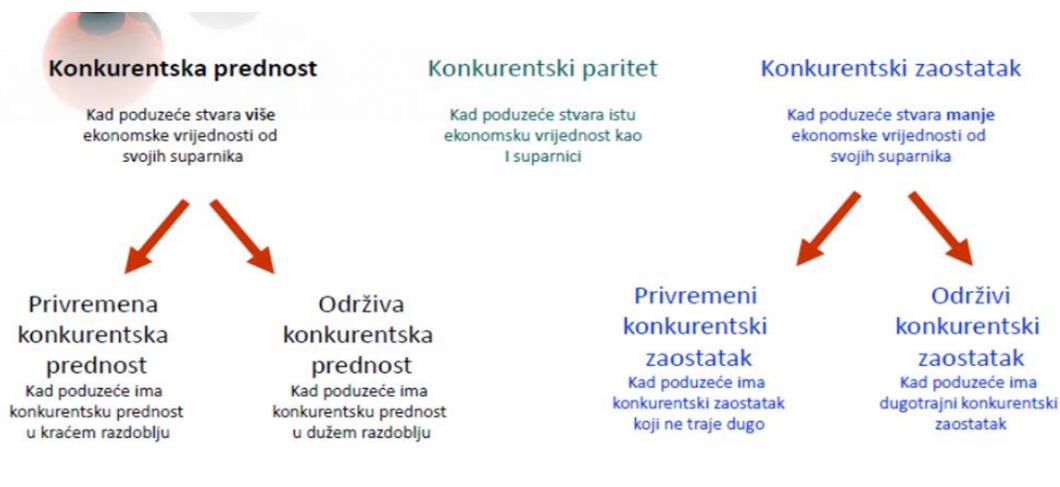 Konkurentska prednost
Kad poduzeće stvara više
ekonomske vrijednosti od
svojih suparnika
Konkurentski paritet
Kad poduzeće stvara istu
ekonomsku vrijednost kao
I suparnici
Konkurentski zaostatak
Kad poduzeće stvara manje
ekonomske vrijednosti od
svojih suparnika
Privremena
konkurentska
prednost
Kad poduzeće ima
konkurentsku prednost
u kraćem razdoblju
Održiva
konkurentska
prednost
Kad poduzeće ima
konkurentsku prednost
u dužem razdoblju
Privremeni
konkurentski
zaostatak
Kad poduzeće ima
konkurentski zaostatak
koji ne traje dugo
Održivi
konkurentski
zaostatak
Kad poduzeće ima
dugotrajni konkurentski
zaostatak